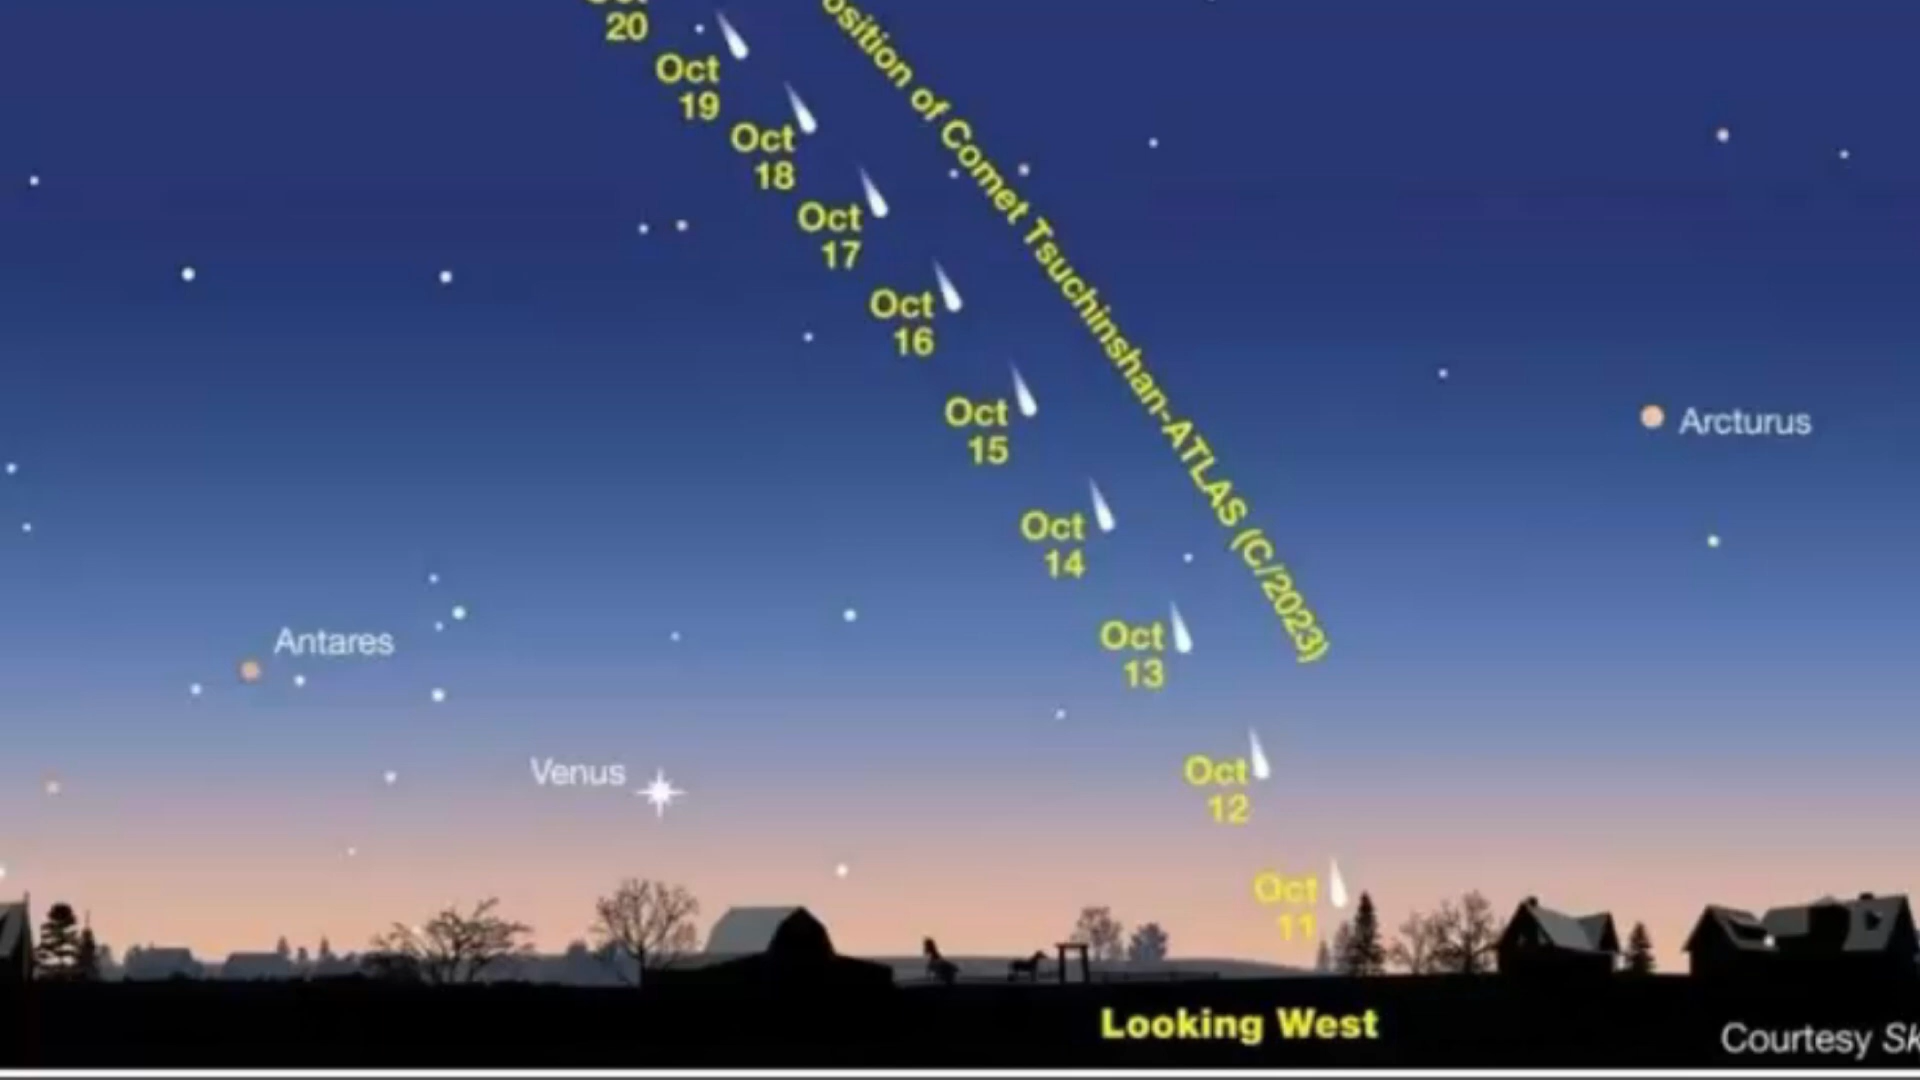 20
Oct
19
Oct
18
Oct
17
Oct
16
Oct
15
Oct
14
Oct
13
Oct
12
Oct
11
of Comet Tsuchinshan-ATLAS (C/2023)
Arcturus
Antares
Venus
Looking West
Courtesy